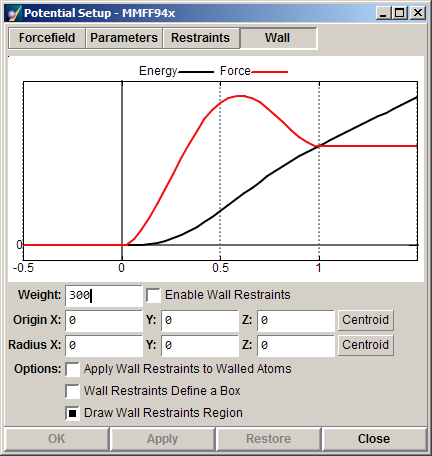 Potential Setup - MMFF94x
Forcefield Parameters Restraints Wall
Energy Force
0
-0.5 0 0.5 1
Weight: 300 Enable Wall Restraints
Origin X: 0 Y: 0 Z: 0 Centroid
Radius X: 0 Y: 0 Z: 0 Centroid
Options: Apply Wall Restraints to Walled Atoms
Wall Restraints Define a Box
Draw Wall Restraints Region
OK Apply Restore Close